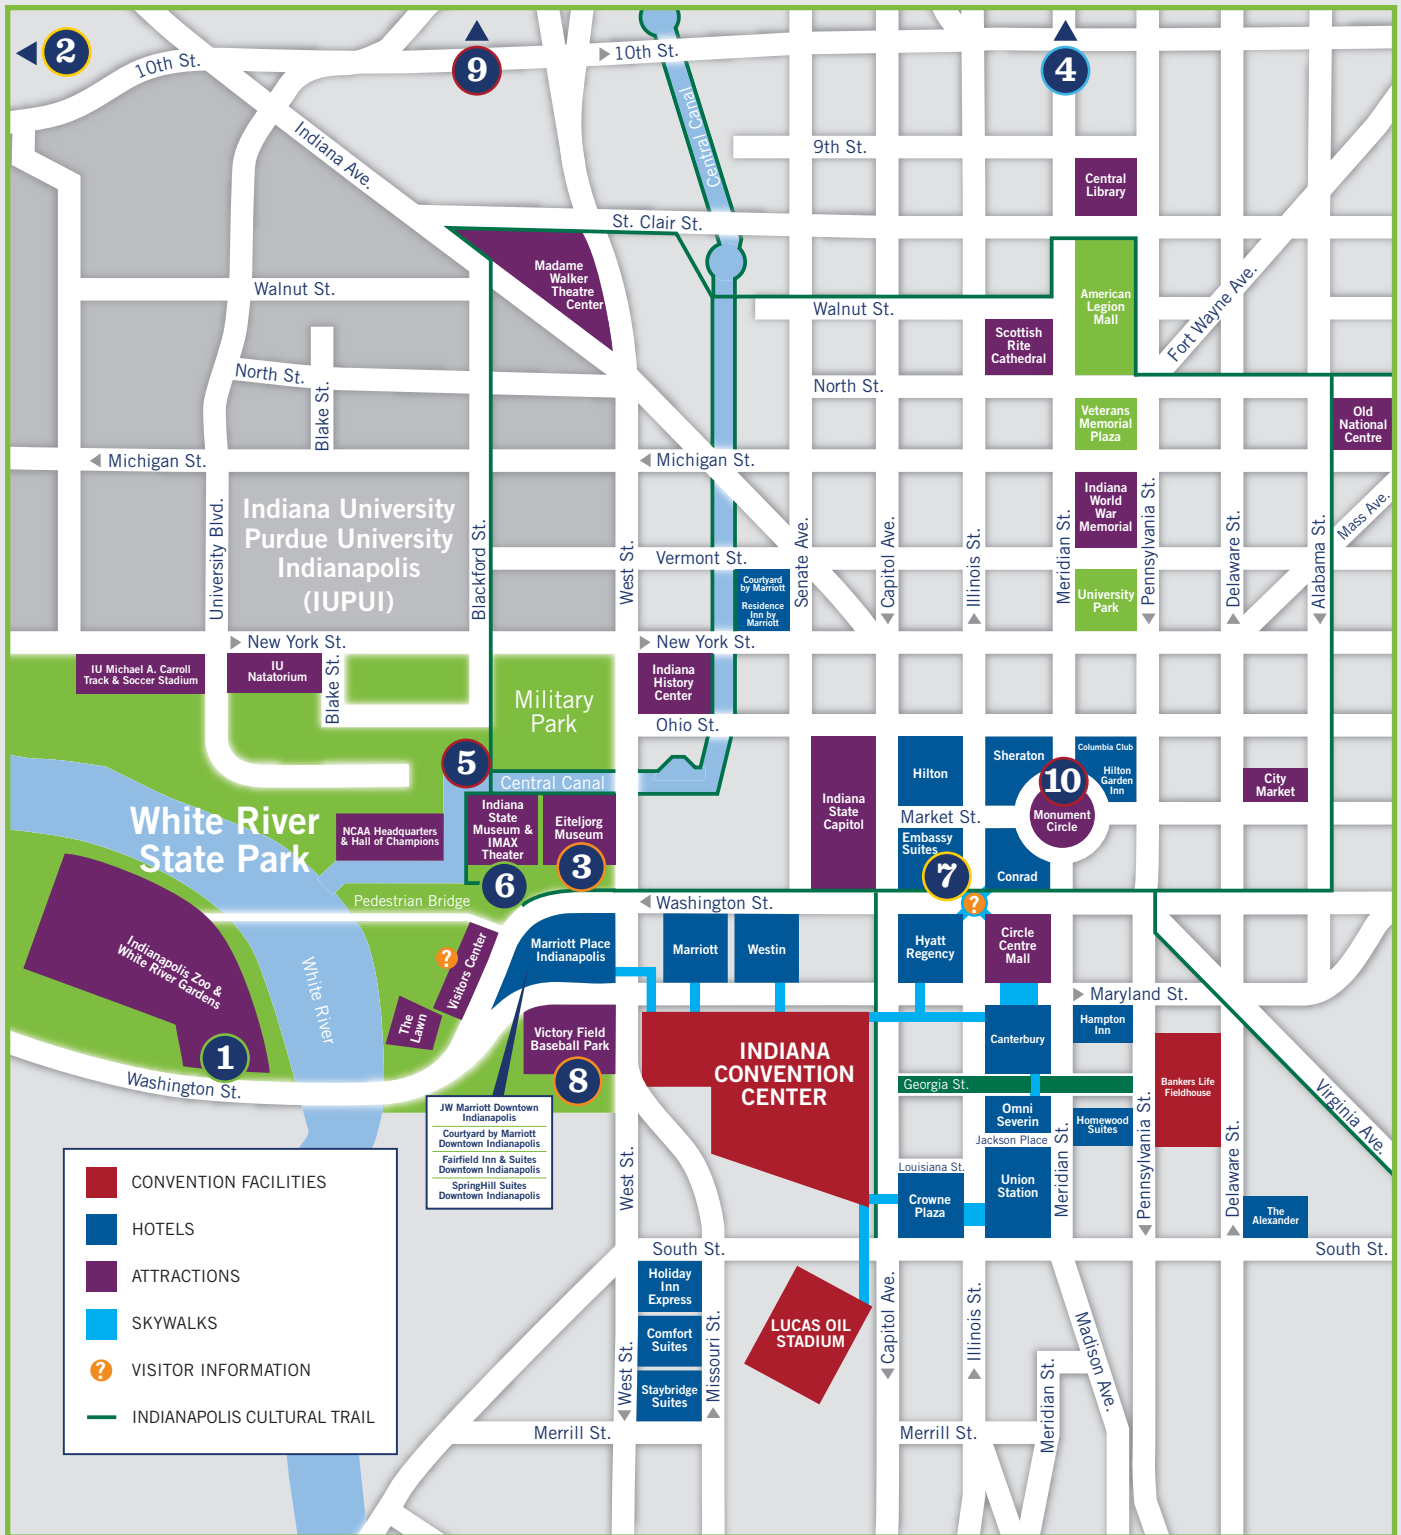 2
9
4
10th St.
10th St.
Central Canal
Indiana Ave.
9th St.
Central
Library
St. Clair St.
Madame
Walker
Theatre
Center
Walnut St.
Walnut St.
American
Legion
Mall
Fort Wayne Ave.
Scottish
Rite
Cathedral
North St.
Blake St.
North St.
Veterans
Memorial
Plaza
Old
National
Centre
Michigan St.
Michigan St.
Indiana University
Purdue University
Indianapolis
(IUPUI)
University Blvd.
Blackford St.
West St.
Vermont St.
Senate Ave.
Capitol Ave.
Illinois St.
Meridian St.
Indiana
World
War
Memorial
Pennsylvania St.
Delaware St.
Alabama St.
Mass Ave.
Courtyard
by Marriott
Residence
Inn by
Marriott
University
Park
New York St.
New York St.
IU Michael A. Carroll
Track & Soccer Stadium
IU
Natatorium
Blake St.
Military
Park
Indiana
History
Center
Ohio St.
5
Central Canal
White River
State Park
NCAA Headquarters
& Hall of Champions
Indiana
State
Museum &
IMAX
Theater
Eiteljorg
Museum
3
6
Indiana
State
Capitol
Hilton
Sheraton
Columbia Club
Hilton
Garden
Inn
10
Monument
Circle
City
Market
Market St.
Embassy
Suites
7
Conrad
Pedestrian Bridge
Washington St.
?
Indianapolis Zoo &
White River Gardens
White River
?
Visitors Center
The
Lawn
Marriott Place
Indianapolis
Marriott
Westin
Hyatt
Regency
Circle
Centre
Mall
Maryland St.
1
Washington St.
Victory Field
Baseball Park
8
INDIANA
CONVENTION
CENTER
Canterbury
Hampton
Inn
Georgia St.
Bankers Life
Fieldhouse
JW Marriott Downtown
Indianapolis
Courtyard by Marriott
Downtown Indianapolis
Fairfield Inn & Suites
Downtown Indianapolis
SpringHill Suites
Downtown Indianapolis
Omni
Severin
Homewood
Suites
Jackson Place
Virginia Ave.
West St.
Louisiana St.
Crowne
Plaza
Union
Station
Meridian St.
Pennsylvania St.
Delaware St.
The
Alexander
South St.
South St.
Holiday
Inn
Express
Comfort
Suites
Staybridge
Suites
West St.
Missouri St.
LUCAS OIL
STADIUM
Capitol Ave.
Illinois St.
Meridian St.
Madison Ave.
Merrill St.
Merrill St.
CONVENTION FACILITIES
HOTELS
ATTRACTIONS
SKYWALKS
? VISITOR INFORMATION
INDIANAPOLIS CULTURAL TRAIL